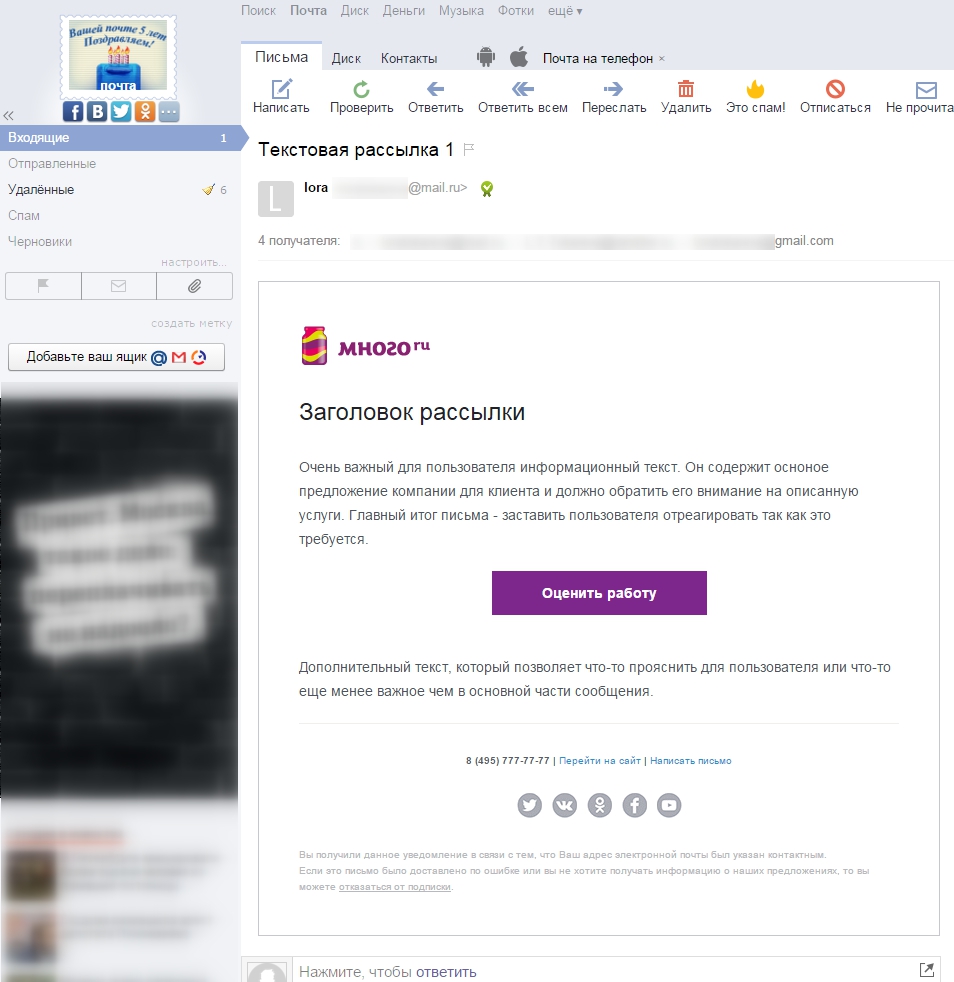 Поиск Почта Диск Деньги Музыка Фотки ещё ▾
Вашей почте 5 лет
Поздравляем!
почта
Письма Диск Контакты Почта на телефон ×
Написать Проверить Ответить Ответить всем Переслать Удалить Это спам! Отписаться Не прочита
Входящие 1
Отправленные
Удалённые 6
Спам
Черновики
настроить...
создать метку
Добавьте ваш ящик
Текстовая рассылка 1
L
lora @mail.ru>
4 получателя: gmail.com
много ru
Заголовок рассылки
Очень важный для пользователя информационный текст. Он содержит осноное
предложение компании для клиента и должно обратить его внимание на описанную
услуги. Главный итог письма - заставить пользователя отреагировать так как это
требуется.
Оценить работу
Дополнительный текст, который позволяет что-то прояснить для пользователя или что-то
еще менее важное чем в основной части сообщения.
8 (495) 777-77-77 | Перейти на сайт | Написать письмо
Вы получили данное уведомление в связи с тем, что Ваш адрес электронной почты был указан контактным.
Если это письмо было доставлено по ошибке или вы не хотите получать информацию о наших предложениях, то вы
можете отказаться от подписки.
Нажмите, чтобы ответить